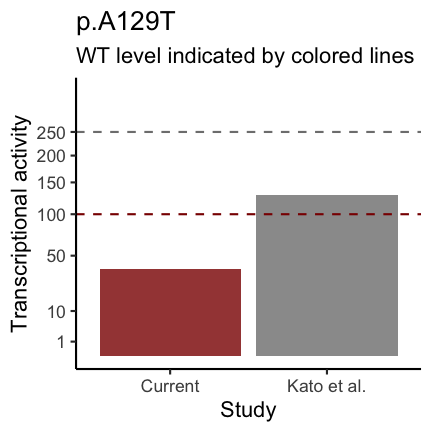 p.A129T
WT level indicated by colored lines
Transcriptional activity
250
200
150
100
50
10
1
Current
Kato et al.
Study